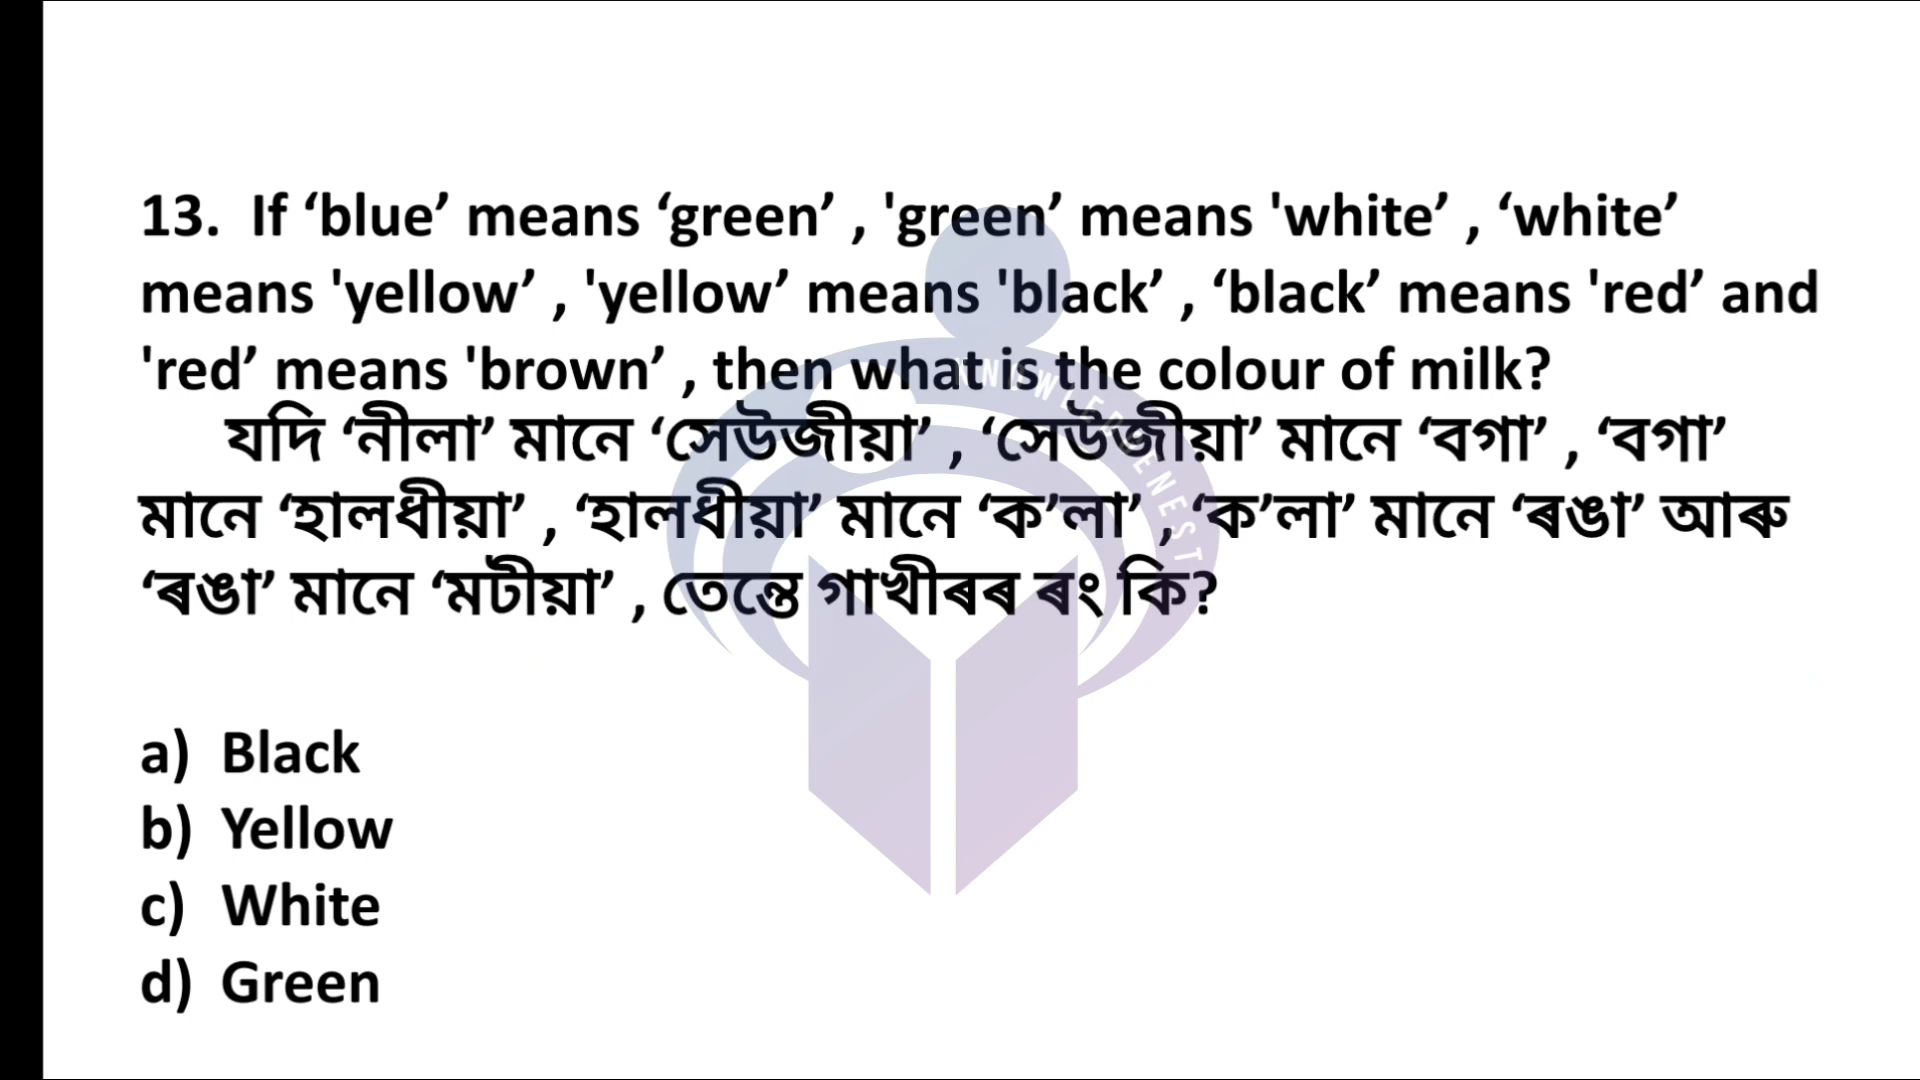 13. If ‘blue’ means ‘green’ , 'green’ means 'white’ , ‘white’
means 'yellow’ , 'yellow’ means 'black’ , ‘black’ means 'red’ and
'red’ means 'brown’ , then what is the colour of milk?
যদি ‘নীলা’ মানে ‘সেউজীয়া’ , ‘সেউজীয়া’ মানে ‘বগা’ , ‘বগা’
মানে ‘হালধীয়া’ , ‘হালধীয়া’ মানে ‘ক’লা’ , ‘ক’লা’ মানে ‘ৰঙা’ আৰু
‘ৰঙা’ মানে ‘মটীয়া’ , তেন্তে গাখীৰৰ ৰং কি?
KNOWLEDGENEST
a) Black
b) Yellow
c) White
d) Green